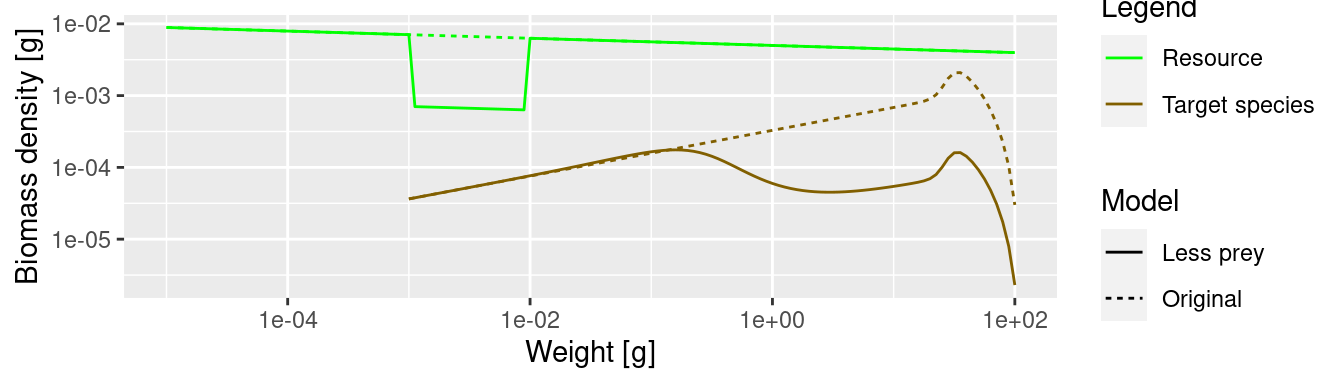 Biomass density [g]
1e-02
1e-03
1e-04
1e-05
1e-04
1e-02
1e+00
1e+02
Weight [g]
Legend
Resource
Target species
Model
Less prey
Original